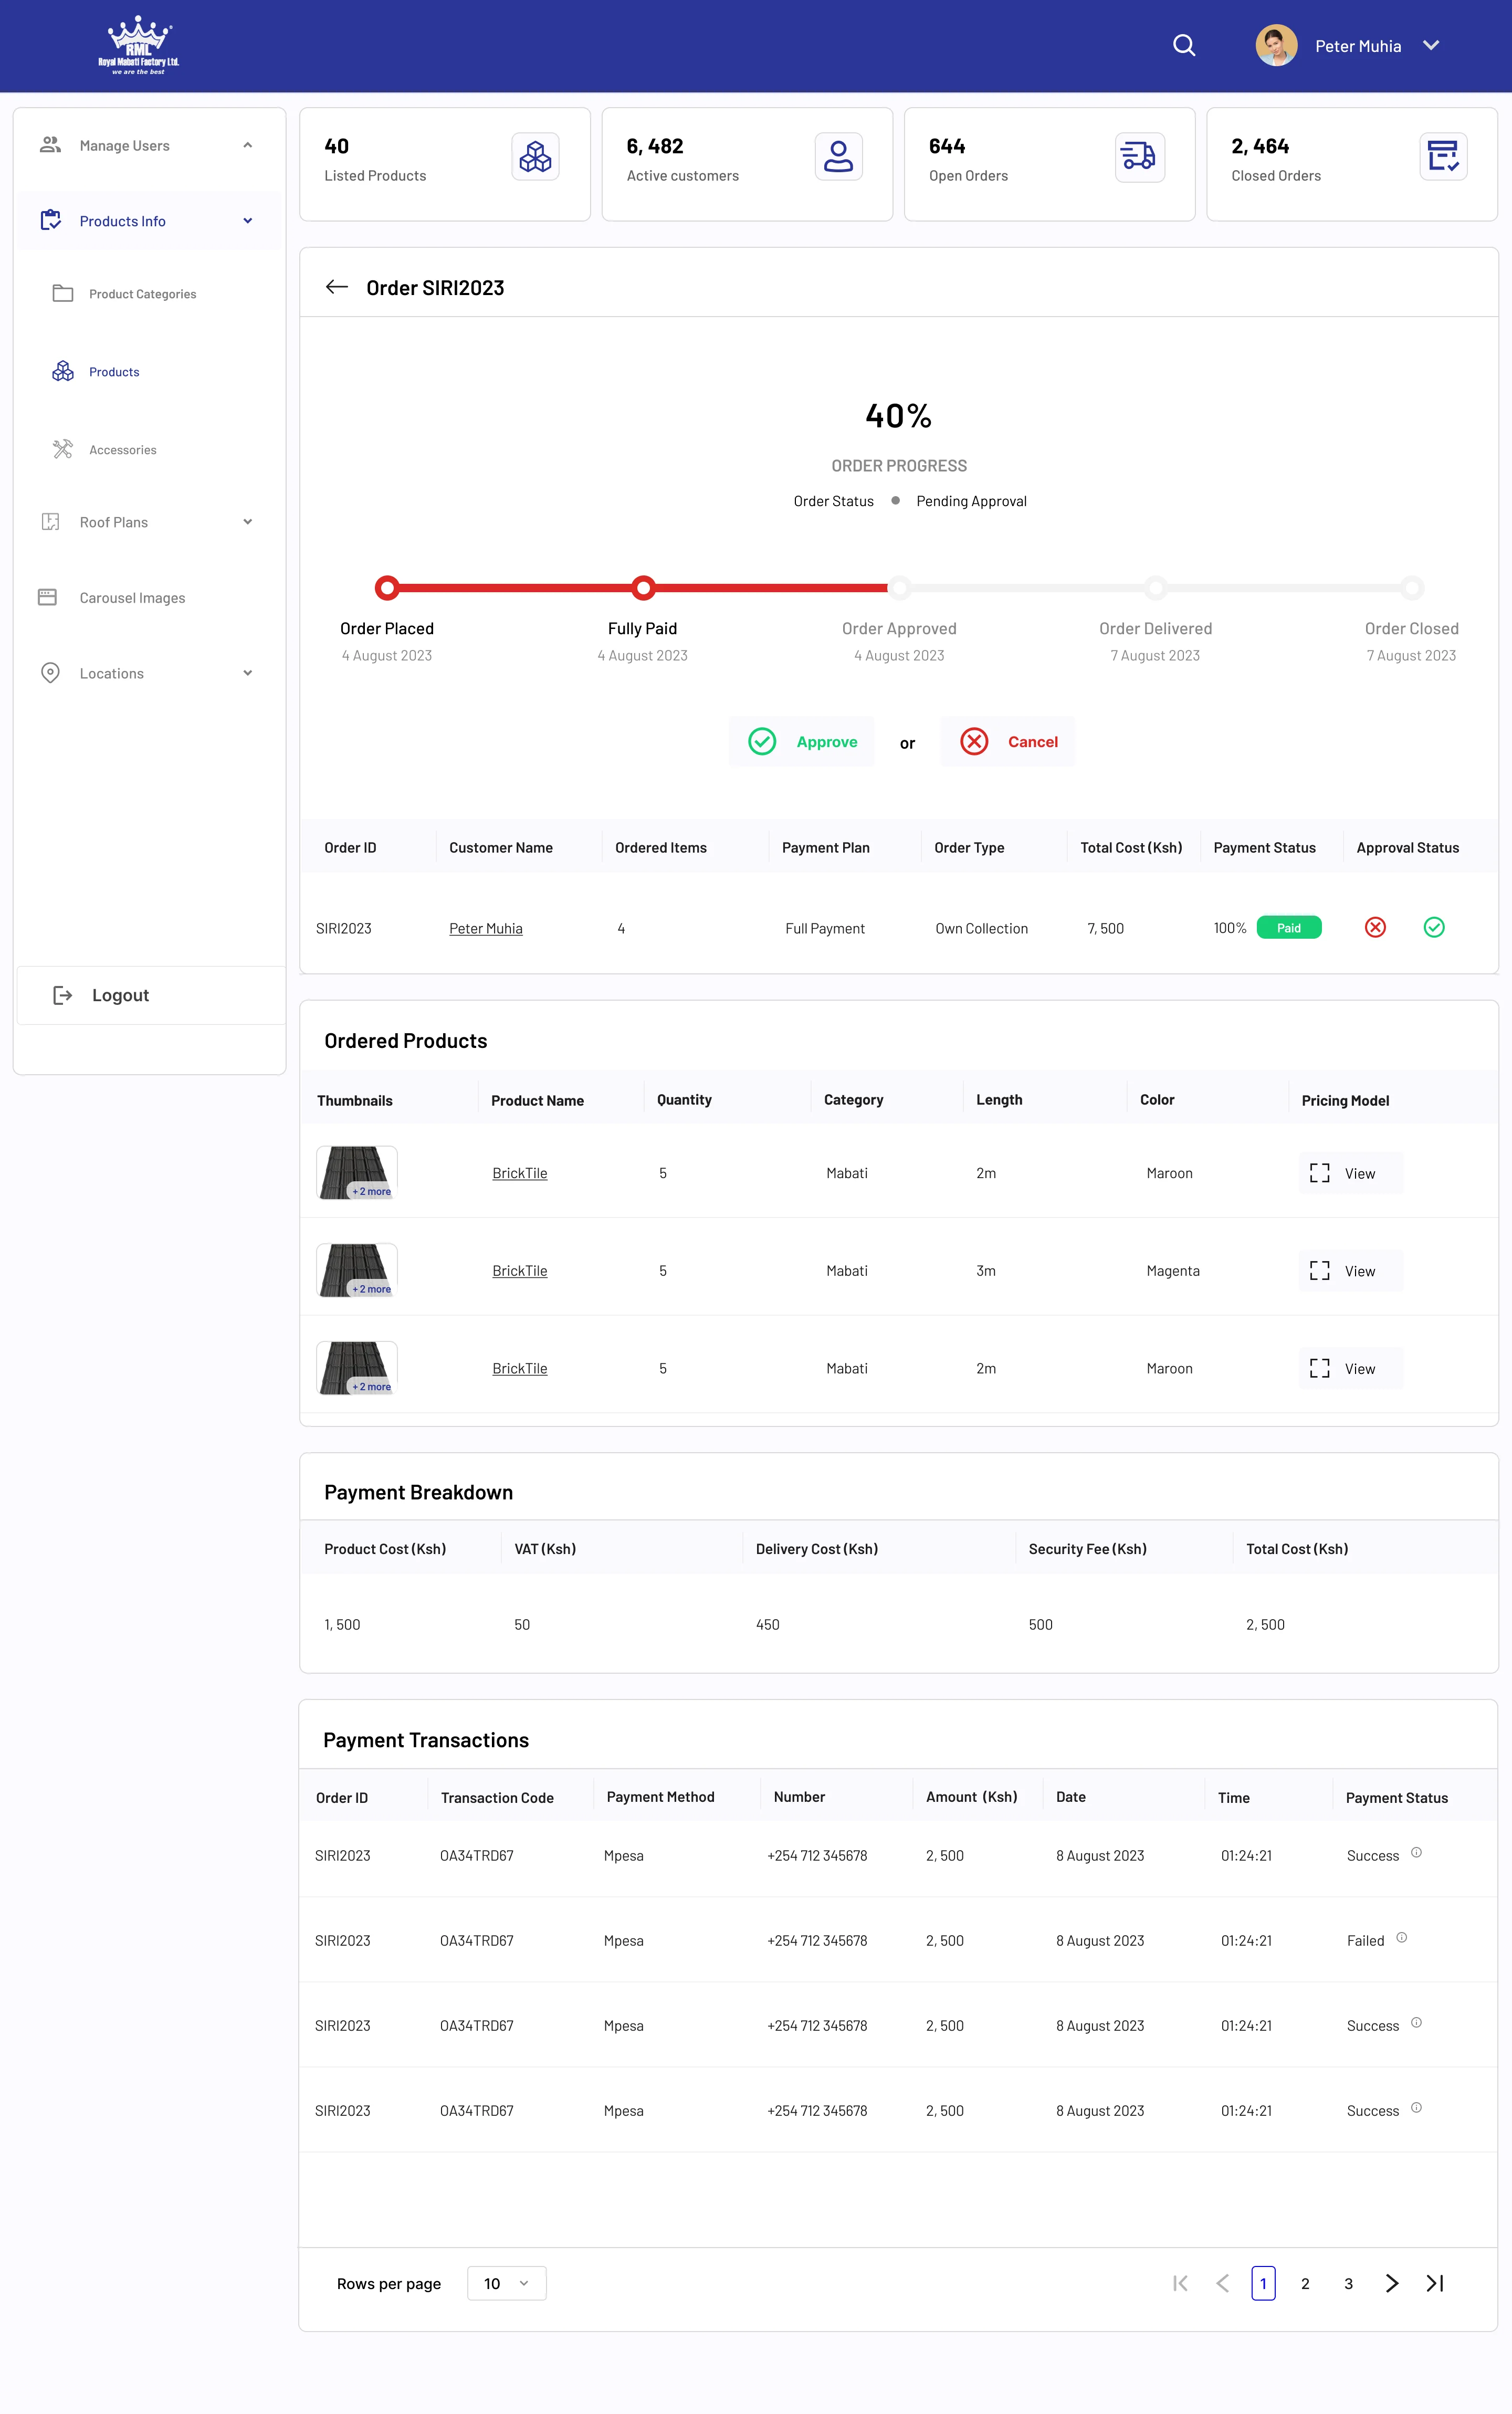 RML
Royal Mabati Factory Ltd.
we are the best
Peter Muhia
Manage Users
Products Info
Product Categories
Products
Accessories
Roof Plans
Carousel Images
Locations
Logout
40
Listed Products
6, 482
Active customers
644
Open Orders
2, 464
Closed Orders
Order SIRI2023
40%
ORDER PROGRESS
Order Status Pending Approval
Order Placed Fully Paid Order Approved Order Delivered Order Closed
4 August 2023 4 August 2023 4 August 2023 7 August 2023 7 August 2023
Approve or Cancel
Order ID Customer Name Ordered Items Payment Plan Order Type Total Cost (Ksh) Payment Status Approval Status
SIRI2023 Peter Muhia 4 Full Payment Own Collection 7, 500 100% Paid
Ordered Products
Thumbnails Product Name Quantity Category Length Color Pricing Model
+ 2 more BrickTile 5 Mabati 2m Maroon View
+ 2 more BrickTile 5 Mabati 3m Magenta View
+ 2 more BrickTile 5 Mabati 2m Maroon View
Payment Breakdown
Product Cost (Ksh) VAT (Ksh) Delivery Cost (Ksh) Security Fee (Ksh) Total Cost (Ksh)
1, 500 50 450 500 2, 500
Payment Transactions
Order ID Transaction Code Payment Method Number Amount (Ksh) Date Time Payment Status
SIRI2023 OA34TRD67 Mpesa +254 712 345678 2, 500 8 August 2023 01:24:21 Success
SIRI2023 OA34TRD67 Mpesa +254 712 345678 2, 500 8 August 2023 01:24:21 Failed
SIRI2023 OA34TRD67 Mpesa +254 712 345678 2, 500 8 August 2023 01:24:21 Success
SIRI2023 OA34TRD67 Mpesa +254 712 345678 2, 500 8 August 2023 01:24:21 Success
Rows per page 10 1 2 3